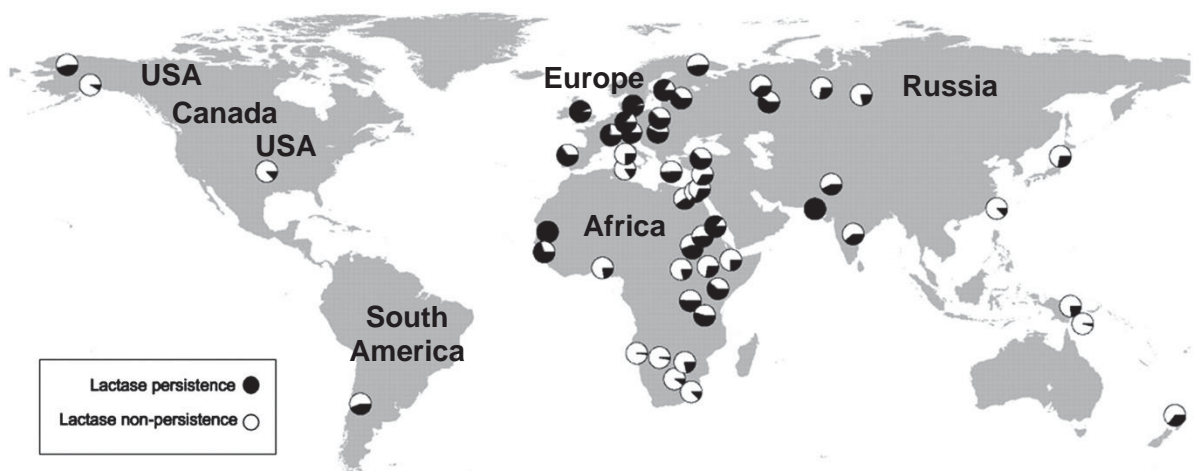 USA
Canada
USA
Europe
Russia
Africa
South
America
Lactase persistence
Lactase non-persistence